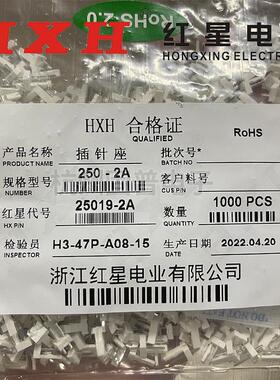 RoHS-2.0
HXH 红星电
HONGXING ELECTR
HXH 合格证
QUALIFIED
RoHS
产品名称
PRODUCT NAME
插针座
批次号*
BATCH NO
规格型号
NUMBER
250-2A
客户料号
CUS P/N
红星代号
HX P/N
25019-2A
数量
QUANTITY
1000 PCS
检验员
INSPECTOR
H3-47P-A08-15
生产日期
DATE
2022.04.20
浙江红星电业有限公司